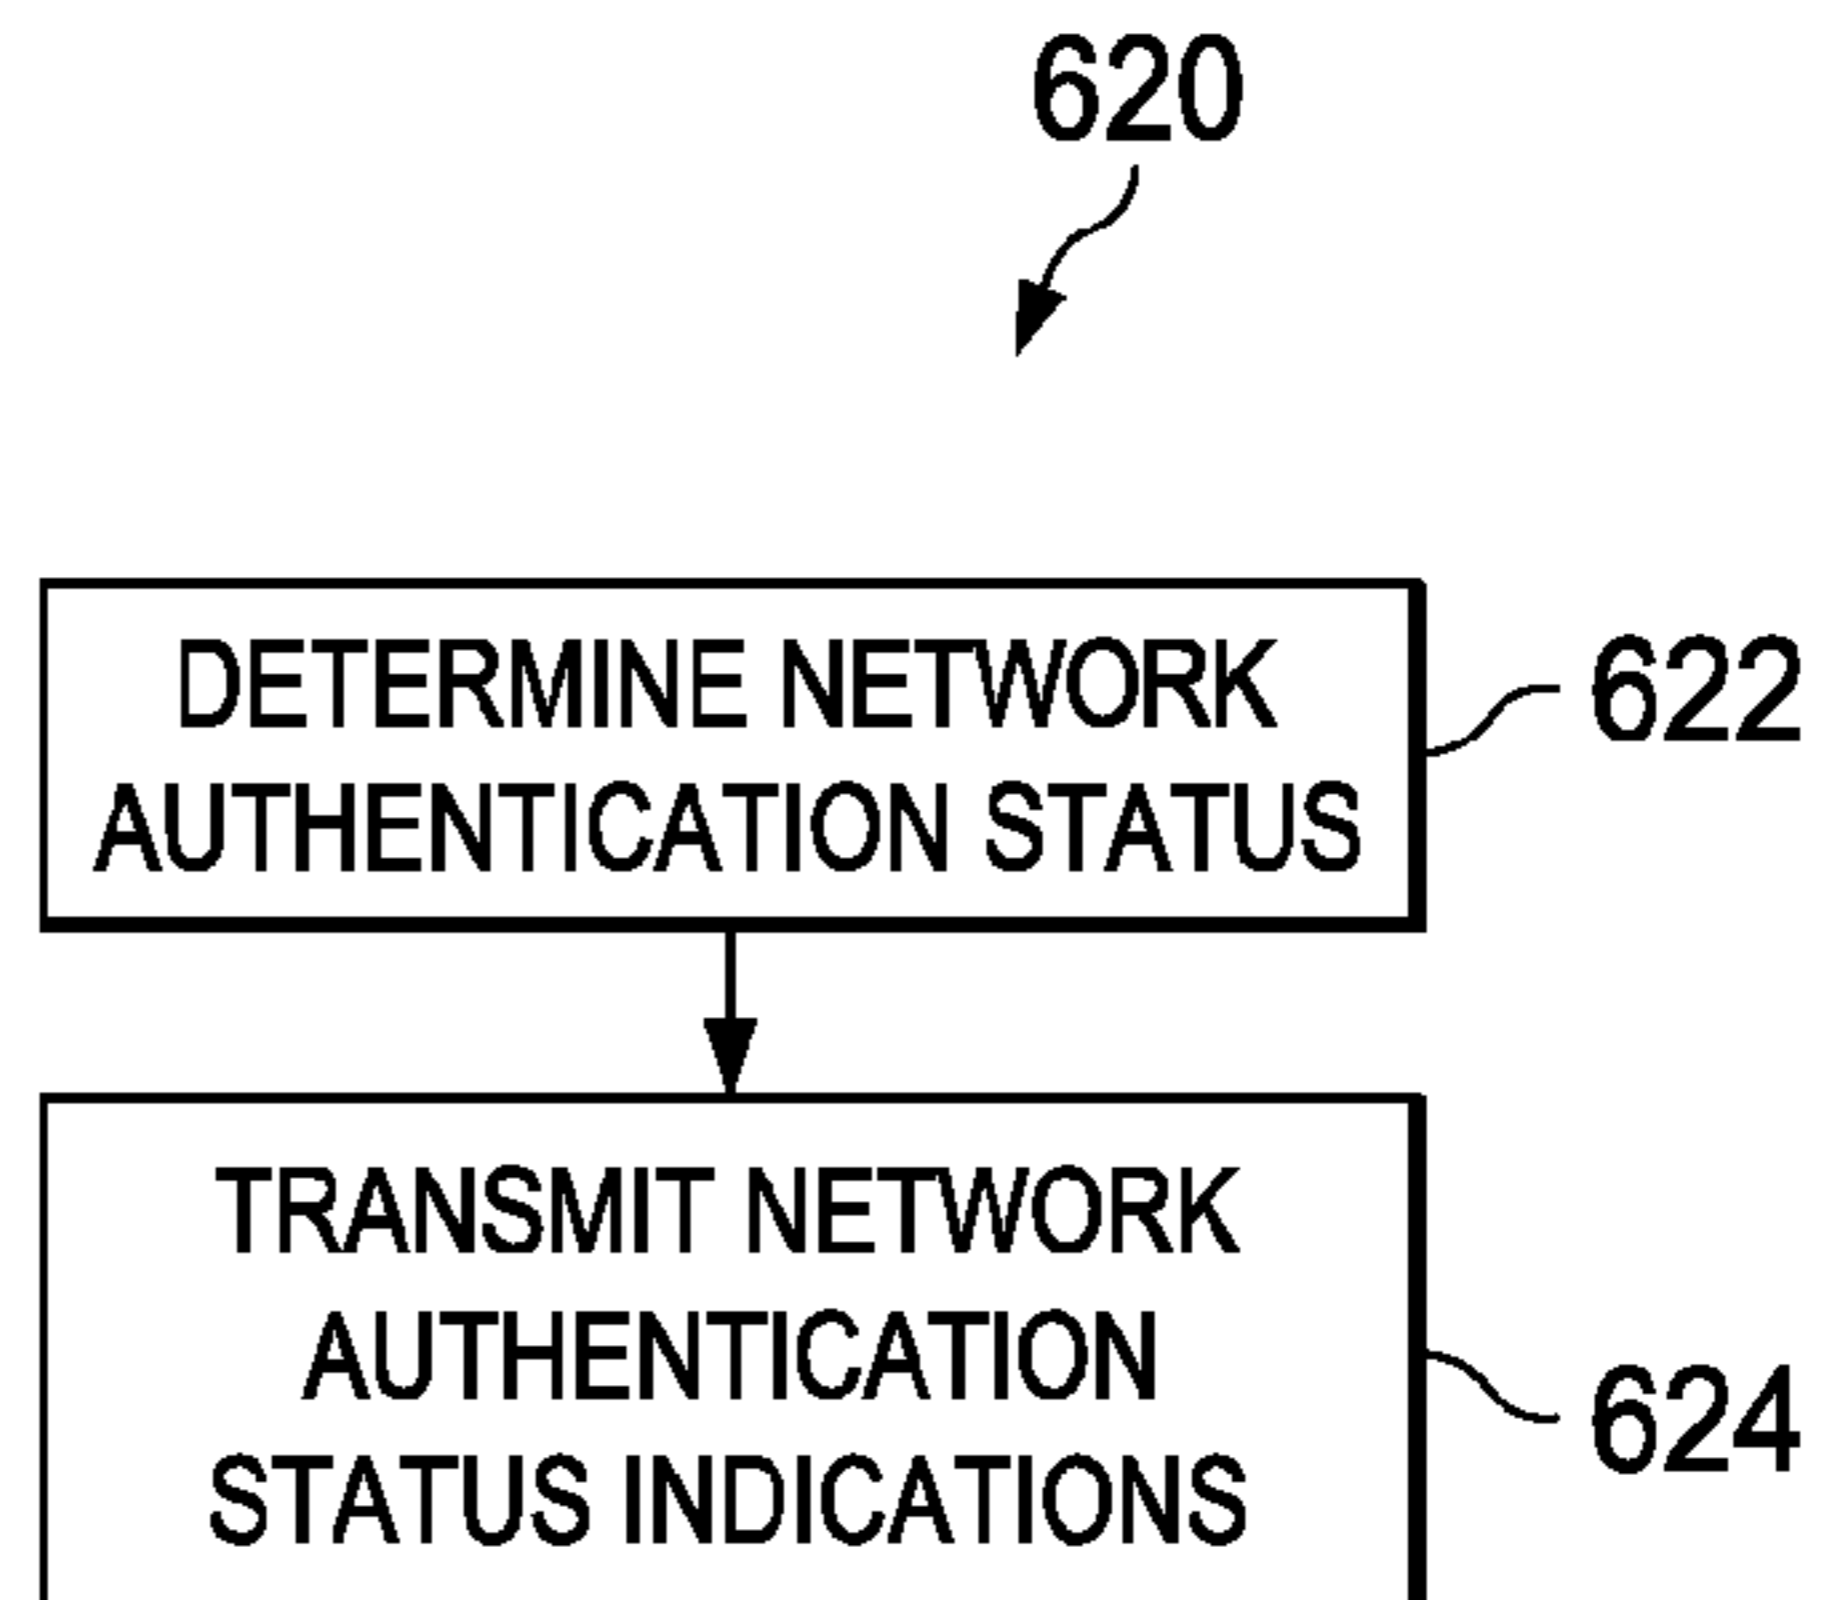 620
DETERMINE NETWORK
AUTHENTICATION STATUS
622
TRANSMIT NETWORK
AUTHENTICATION
STATUS INDICATIONS
624